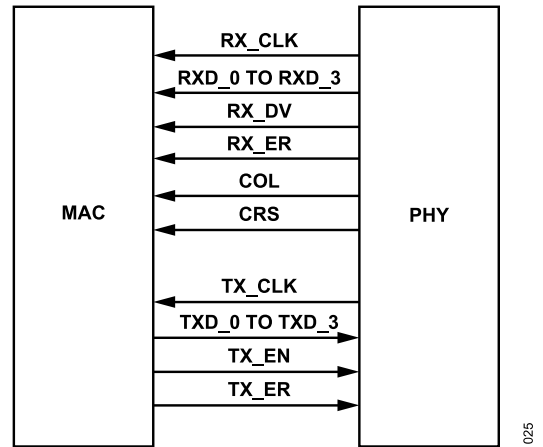 RX_CLK
RXD_0 TO RXD_3
RX_DV
RX_ER
COL
CRS
MAC
PHY
TX_CLK
TXD_0 TO TXD_3
TX_EN
TX_ER
025